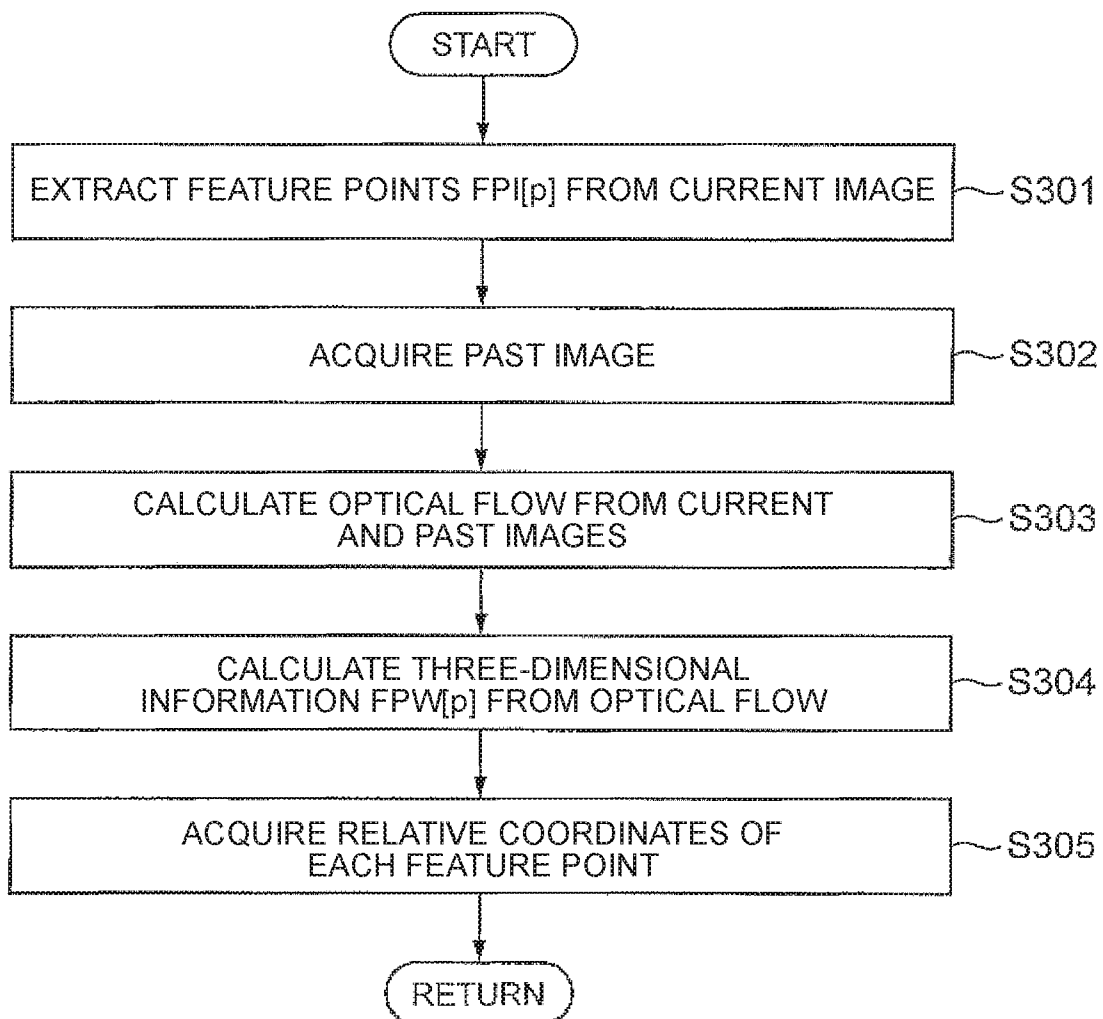 START
EXTRACT FEATURE POINTS FPI[p] FROM CURRENT IMAGE
S301
ACQUIRE PAST IMAGE
S302
CALCULATE OPTICAL FLOW FROM CURRENT
AND PAST IMAGES
S303
CALCULATE THREE-DIMENSIONAL
INFORMATION FPW[p] FROM OPTICAL FLOW
S304
ACQUIRE RELATIVE COORDINATES OF
EACH FEATURE POINT
S305
RETURN